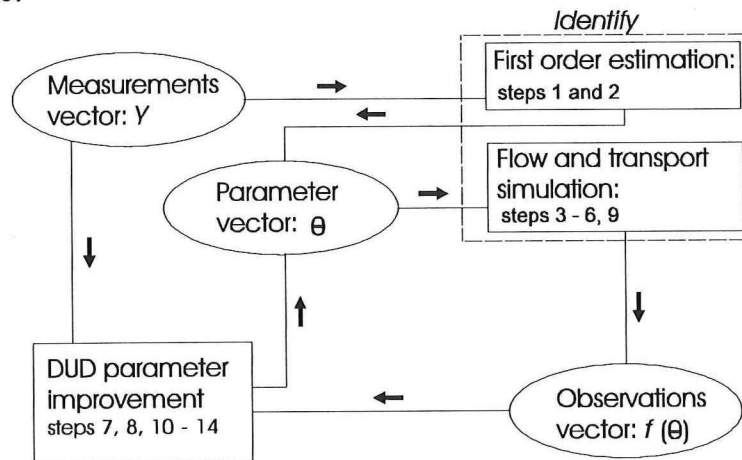 Identify
Measurements
vector: Y
First order estimation:
steps 1 and 2
Parameter
vector: θ
Flow and transport
simulation:
steps 3 - 6, 9
DUD parameter
improvement
steps 7, 8, 10 - 14
Observations
vector: f (θ)